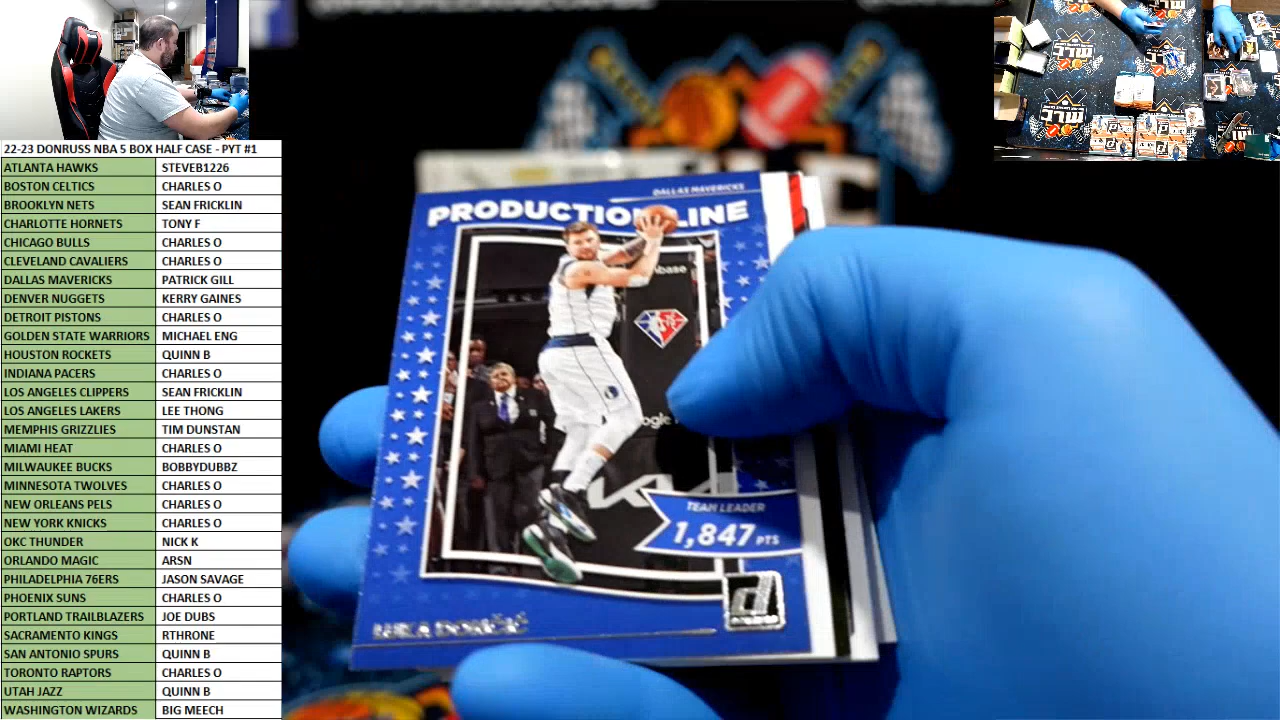 22-23 DONRUSS NBA 5 BOX HALF CASE - PYT #1
ATLANTA HAWKS STEVEB1226
BOSTON CELTICS CHARLES O
BROOKLYN NETS SEAN FRICKLIN
CHARLOTTE HORNETS TONY F
CHICAGO BULLS CHARLES O
CLEVELAND CAVALIERS CHARLES O
DALLAS MAVERICKS PATRICK GILL
DENVER NUGGETS KERRY GAINES
DETROIT PISTONS CHARLES O
GOLDEN STATE WARRIORS MICHAEL ENG
HOUSTON ROCKETS QUINN B
INDIANA PACERS CHARLES O
LOS ANGELES CLIPPERS SEAN FRICKLIN
LOS ANGELES LAKERS LEE THONG
MEMPHIS GRIZZLIES TIM DUNSTAN
MIAMI HEAT CHARLES O
MILWAUKEE BUCKS BOBBYDUBBZ
MINNESOTA TWOLVES CHARLES O
NEW ORLEANS PELS CHARLES O
NEW YORK KNICKS CHARLES O
OKC THUNDER NICK K
ORLANDO MAGIC ARSN
PHILADELPHIA 76ERS JASON SAVAGE
PHOENIX SUNS CHARLES O
PORTLAND TRAILBLAZERS JOE DUBS
SACRAMENTO KINGS RTHRONE
SAN ANTONIO SPURS QUINN B
TORONTO RAPTORS CHARLES O
UTAH JAZZ QUINN B
WASHINGTON WIZARDS BIG MEECH
DALLAS MAVERICKS
PRODUCTION LINE
TEAM LEADER
1,847 PTS
LUKA DONČIĆ